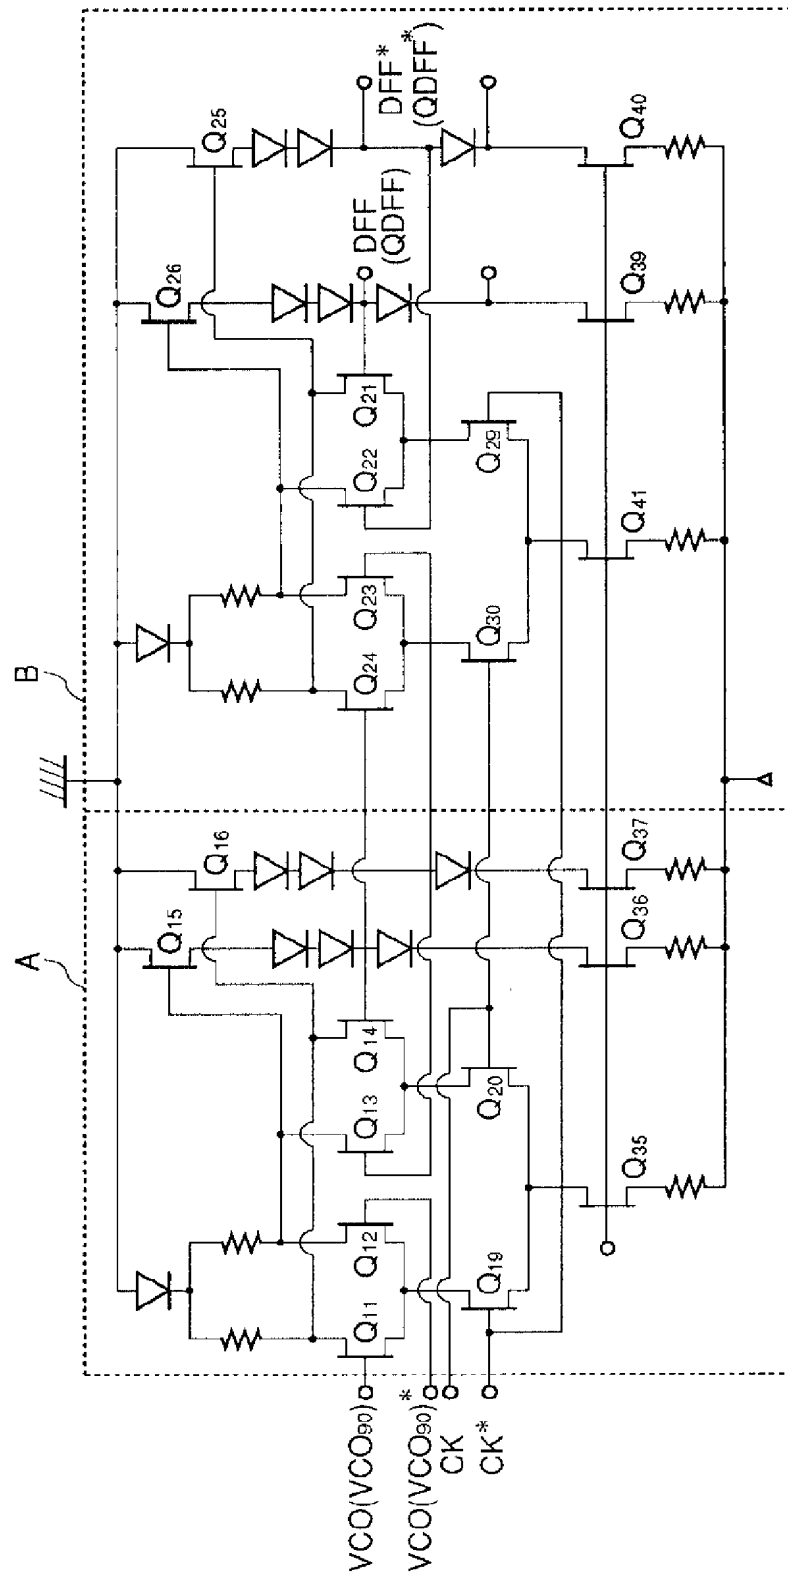 A
B
Q15
Q16
Q26
Q25
DFF
(QDFF)
DFF*
(QDFF)*
Q11
Q12
Q13
Q14
Q24
Q23
Q22
Q21
VCO(VCO90)
VCO(VCO90)*
CK
CK*
Q19
Q20
Q30
Q29
Q35
Q36
Q37
Q41
Q39
Q40